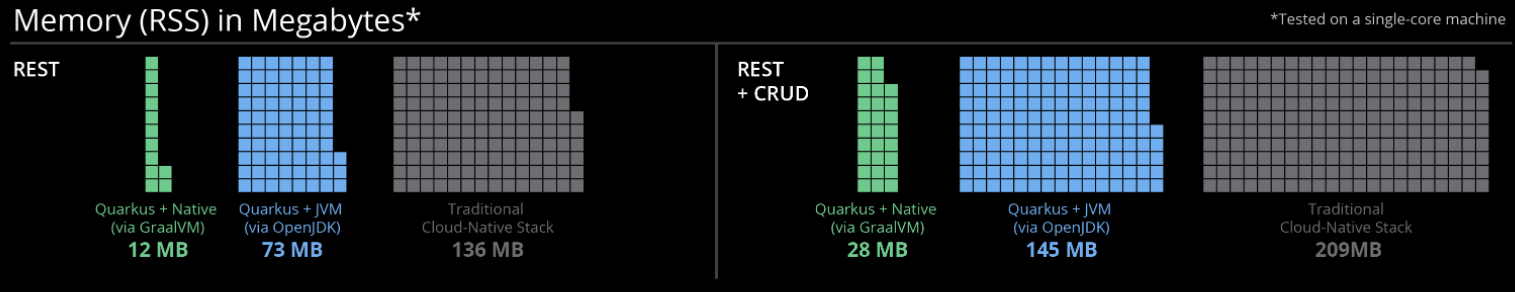 Memory (RSS) in Megabytes*
*Tested on a single-core machine
REST
Quarkus + Native
(via GraalVM)
12 MB
Quarkus + JVM
(via OpenJDK)
73 MB
Traditional
Cloud-Native Stack
136 MB
REST
+ CRUD
Quarkus + Native
(via GraalVM)
28 MB
Quarkus + JVM
(via OpenJDK)
145 MB
Traditional
Cloud-Native Stack
209MB